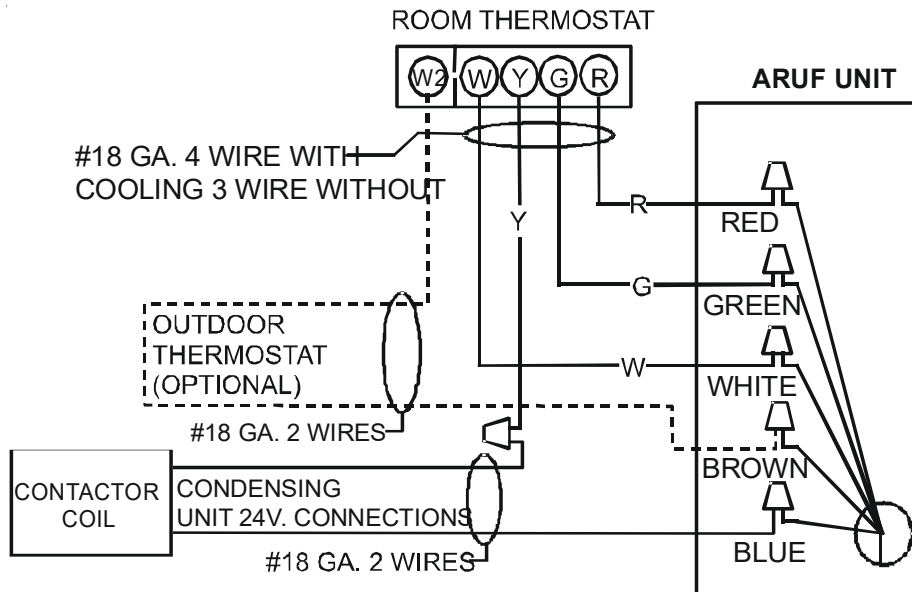 ROOM THERMOSTAT
W2 W Y G R
ARUF UNIT
#18 GA. 4 WIRE WITH
COOLING 3 WIRE WITHOUT
R
RED
Y
G
GREEN
OUTDOOR
THERMOSTAT
(OPTIONAL)
W
WHITE
#18 GA. 2 WIRES
BROWN
CONTACTOR
COIL
CONDENSING
UNIT 24V. CONNECTIONS
BLUE
#18 GA. 2 WIRES